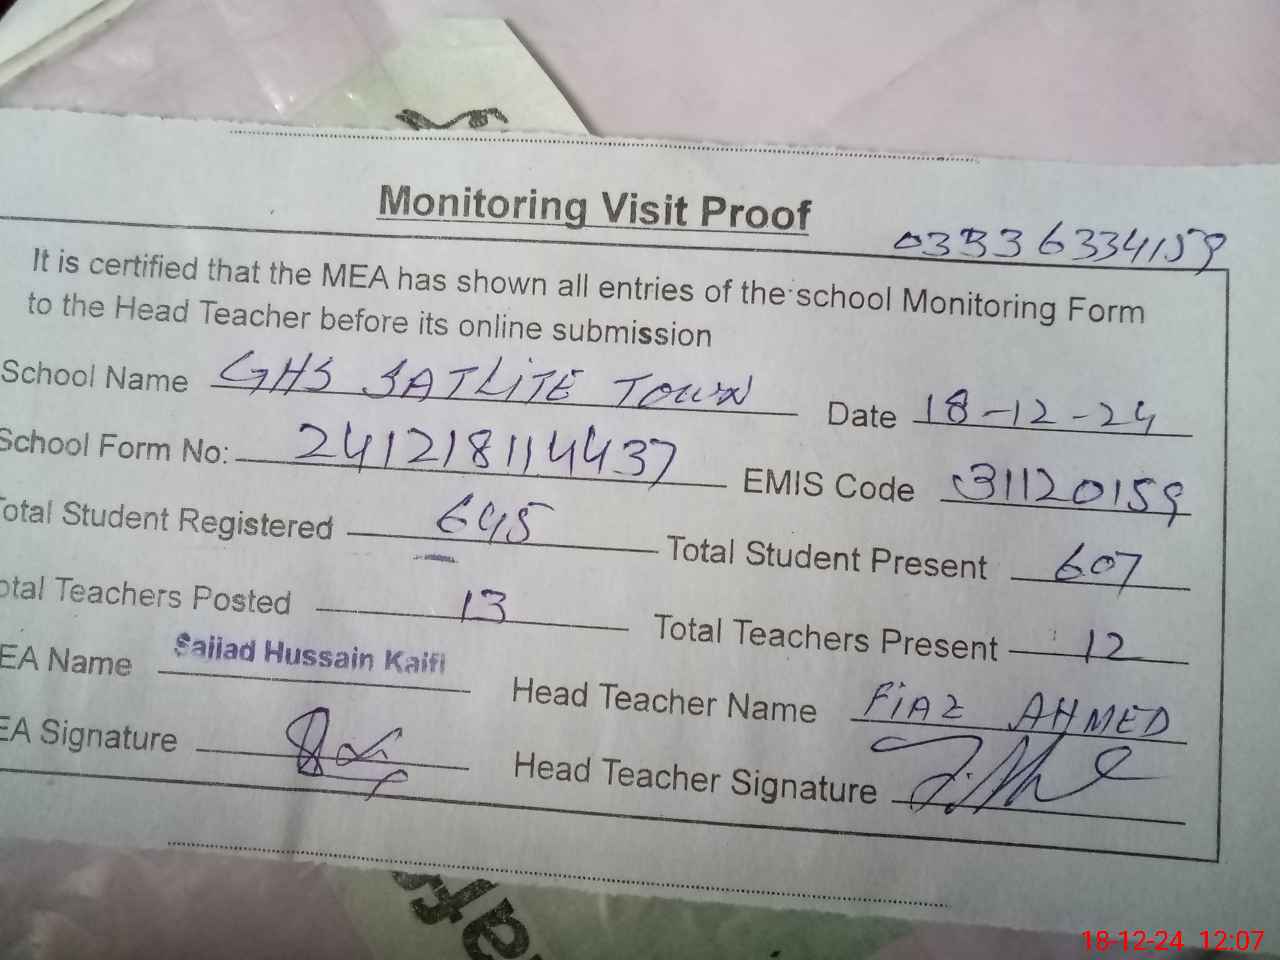 Monitoring Visit Proof
03336334159
It is certified that the MEA has shown all entries of the school Monitoring Form
to the Head Teacher before its online submission
School Name GHS SATLITE TOWN Date 18-12-24
School Form No: 241218114437 EMIS Code 31120159
otal Student Registered 645 Total Student Present 607
otal Teachers Posted 13 Total Teachers Present 12
EA Name Sajjad Hussain Kaifi Head Teacher Name FIAZ AHMED
EA Signature Head Teacher Signature
18-12-24 12:07